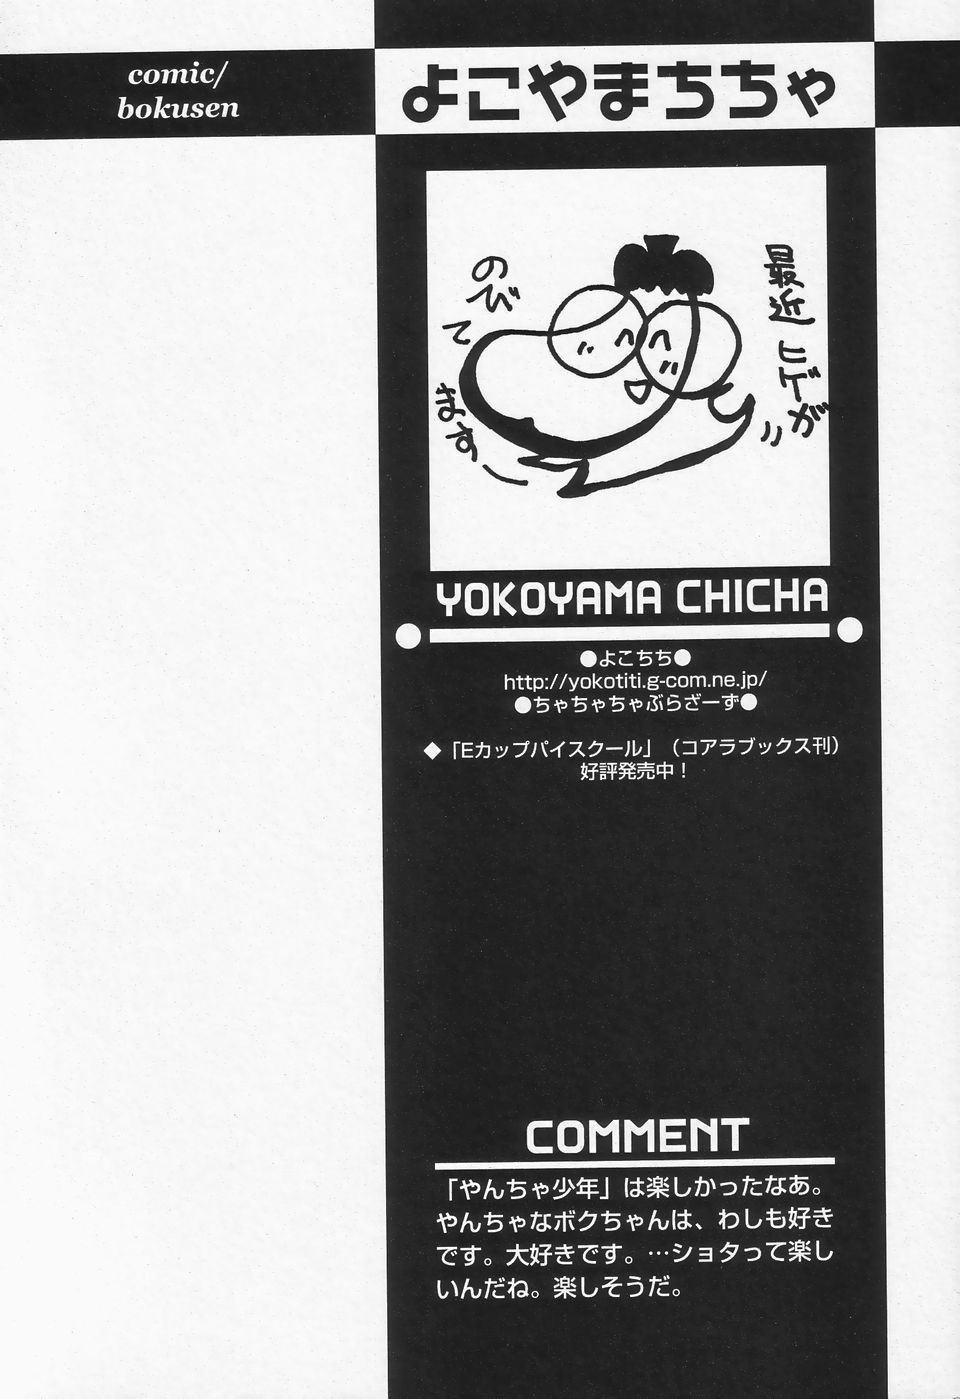 comic/
bokusen
よこやまちちゃ
最近ヒゲが
のびて
ますー
YOKOYAMA CHICHA
●よこちち●
http://yokotiti.g-com.ne.jp/
●ちゃちゃちゃぶらざーず●
◆「Eカップパイスクール」（コアラブックス刊）
好評発売中！
COMMENT
「やんちゃ少年」は楽しかったなあ。
やんちゃなボクちゃんは、わしも好き
です。大好きです。…ショタって楽し
いんだね。楽しそうだ。